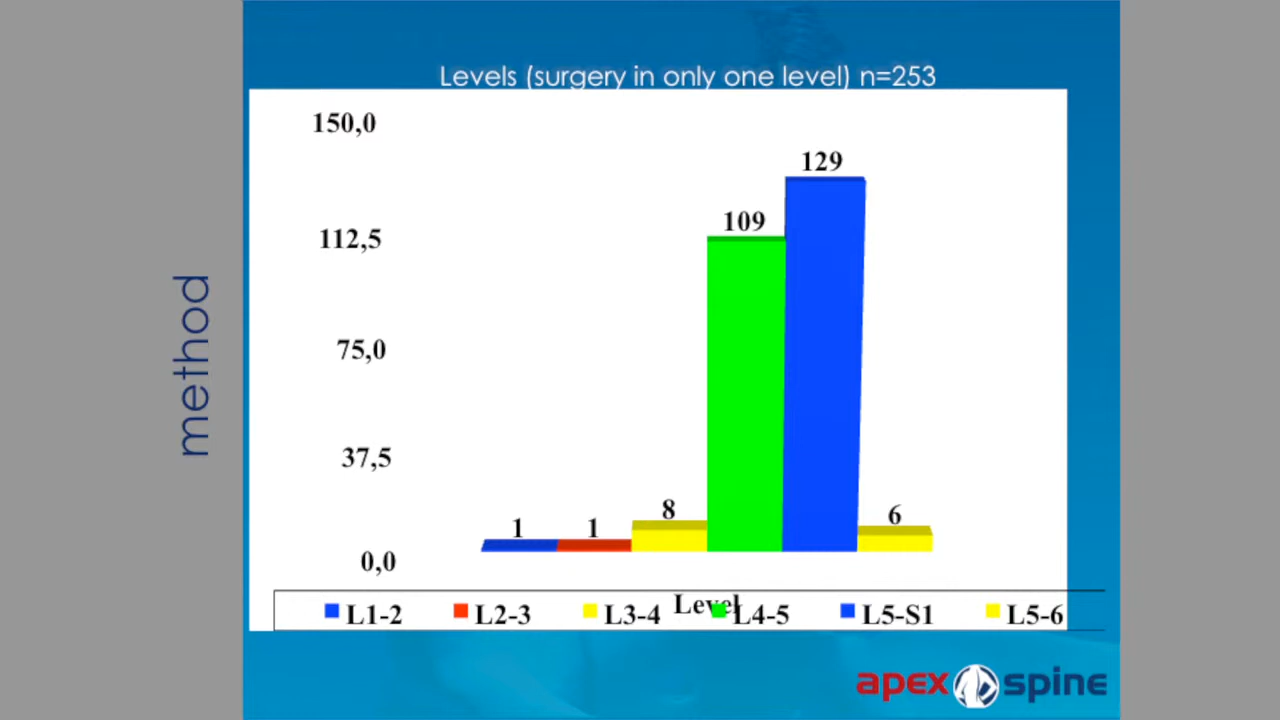 Levels (surgery in only one level) n=253
150,0
112,5
75,0
37,5
0,0
1
1
8
109
129
6
Level
L1-2 L2-3 L3-4 L4-5 L5-S1 L5-6
method
apex spine